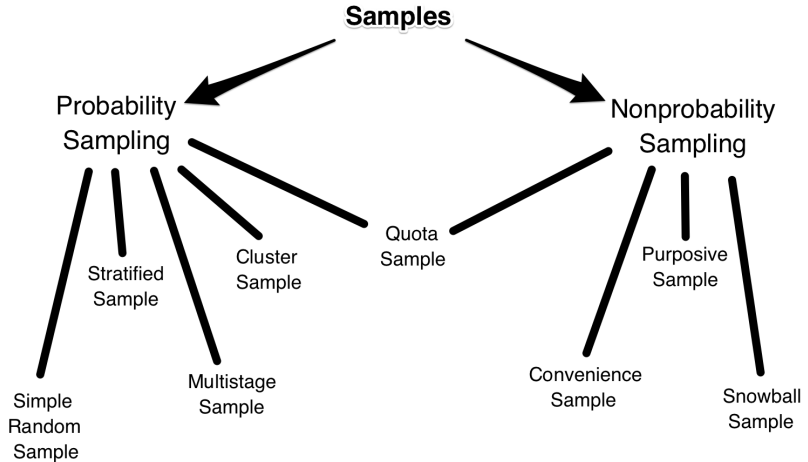 Samples
Probability
Sampling
Nonprobability
Sampling
Quota
Sample
Cluster
Sample
Purposive
Sample
Stratified
Sample
Convenience
Sample
Multistage
Sample
Snowball
Sample
Simple
Random
Sample